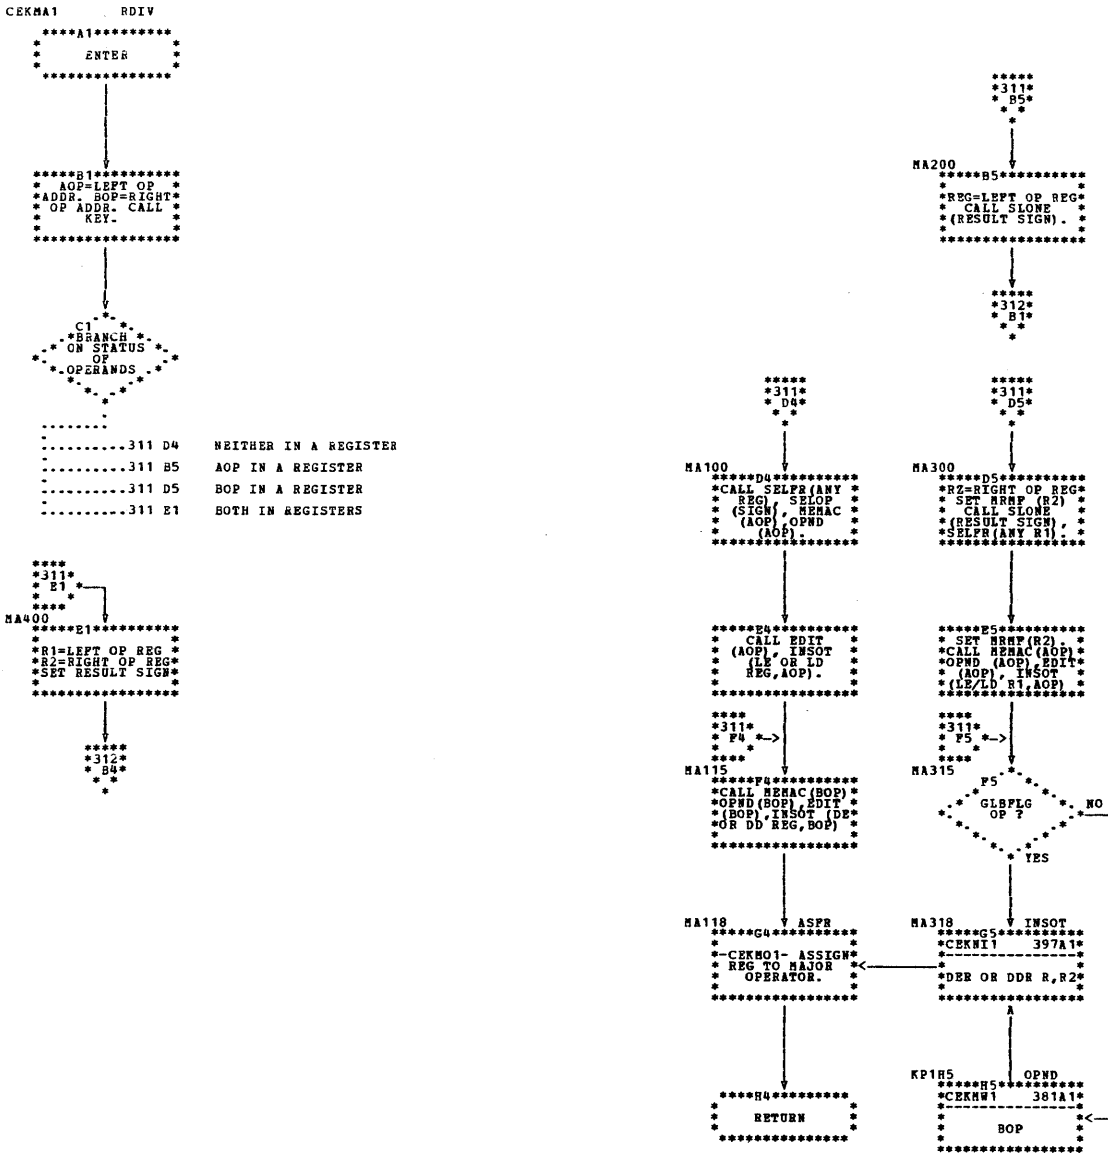 CEKMA1 RDIV
A1
ENTER
B1
AOP=LEFT OP
ADDR. BOP=RIGHT
OP ADDR. CALL
KEY.
C1
BRANCH
ON STATUS
OF
OPERANDS
311 D4 NEITHER IN A REGISTER
311 B5 AOP IN A REGISTER
311 D5 BOP IN A REGISTER
311 E1 BOTH IN REGISTERS
311
E1
MA400
E1
R1=LEFT OP REG
R2=RIGHT OP REG
SET RESULT SIGN
312
B4
311
D4
MA100
D4
CALL SELFR(ANY
REG), SELOP
(SIGN), MEMAC
(AOP),OPND
(AOP).
E4
CALL EDIT
(AOP), INSOT
(LE OR LD
REG,AOP).
311
F4
MA115
F4
CALL MEMAC(BOP)
OPND(BOP),EDIT
(BOP),INSOT (DE
OR DD REG,BOP)
MA118 ASFR
G4
-CEKMO1- ASSIGN
REG TO MAJOR
OPERATOR.
H4
RETURN
311
B5
MA200
B5
REG=LEFT OP REG
CALL SLONE
(RESULT SIGN).
312
B1
311
D5
MA300
D5
RZ=RIGHT OP REG
SET MRMF (R2)
CALL SLONE
(RESULT SIGN),
SELFR(ANY R1).
E5
SET MRMF(R2).
CALL MEMAC(AOP)
OPND (AOP),EDIT
(AOP), INSOT
(LE/LD R1,AOP)
311
F5
MA315
F5
GLBFLG
OP ?
NO
YES
MA318 INSOT
G5
CEKNI1 397A1
DER OR DDR R,R2
KP1H5 OPND
H5
CEKMW1 381A1
BOP